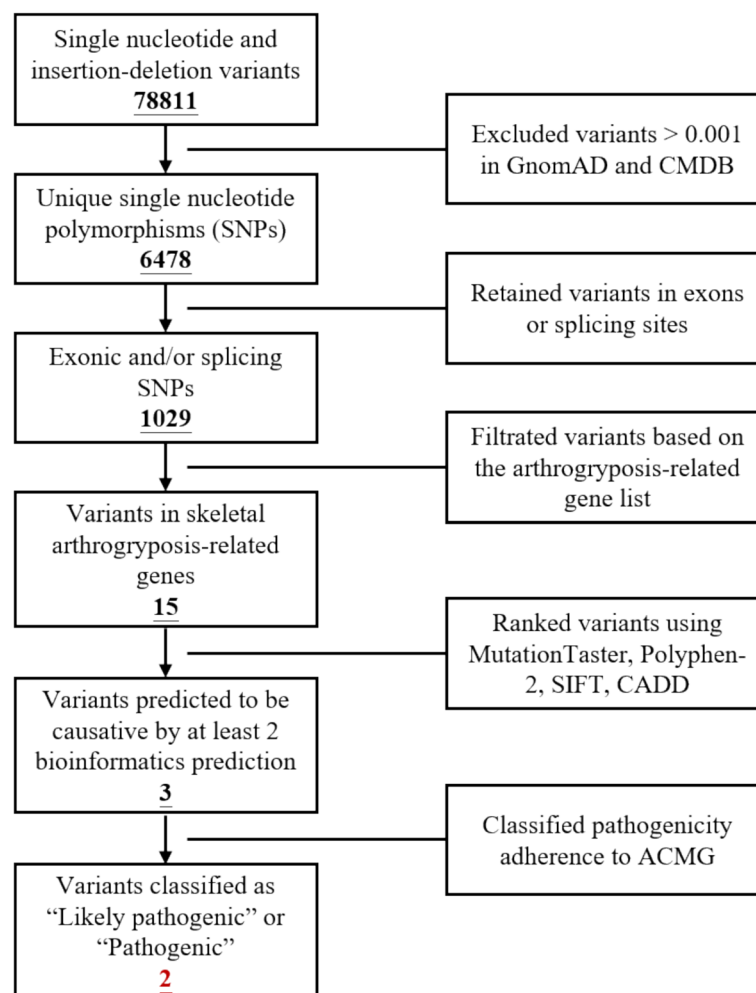 Single nucleotide and
insertion-deletion variants
78811
Excluded variants > 0.001
in GnomAD and CMDB
Unique single nucleotide
polymorphisms (SNPs)
6478
Retained variants in exons
or splicing sites
Exonic and/or splicing
SNPs
1029
Filtrated variants based on
the arthrogryposis-related
gene list
Variants in skeletal
arthrogryposis-related
genes
15
Ranked variants using
MutationTaster, Polyphen-
2, SIFT, CADD
Variants predicted to be
causative by at least 2
bioinformatics prediction
3
Classified pathogenicity
adherence to ACMG
Variants classified as
“Likely pathogenic” or
“Pathogenic”
2